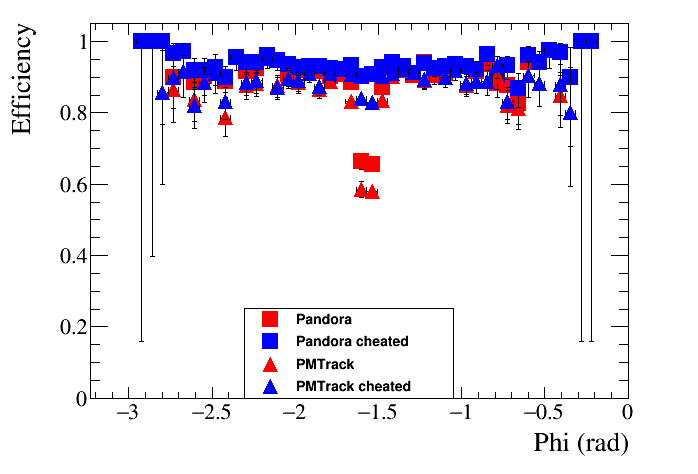 Efficiency
1
0.8
0.6
0.4
0.2
0
Pandora
Pandora cheated
PMTrack
PMTrack cheated
−3 −2.5 −2 −1.5 −1 −0.5 0
Phi (rad)